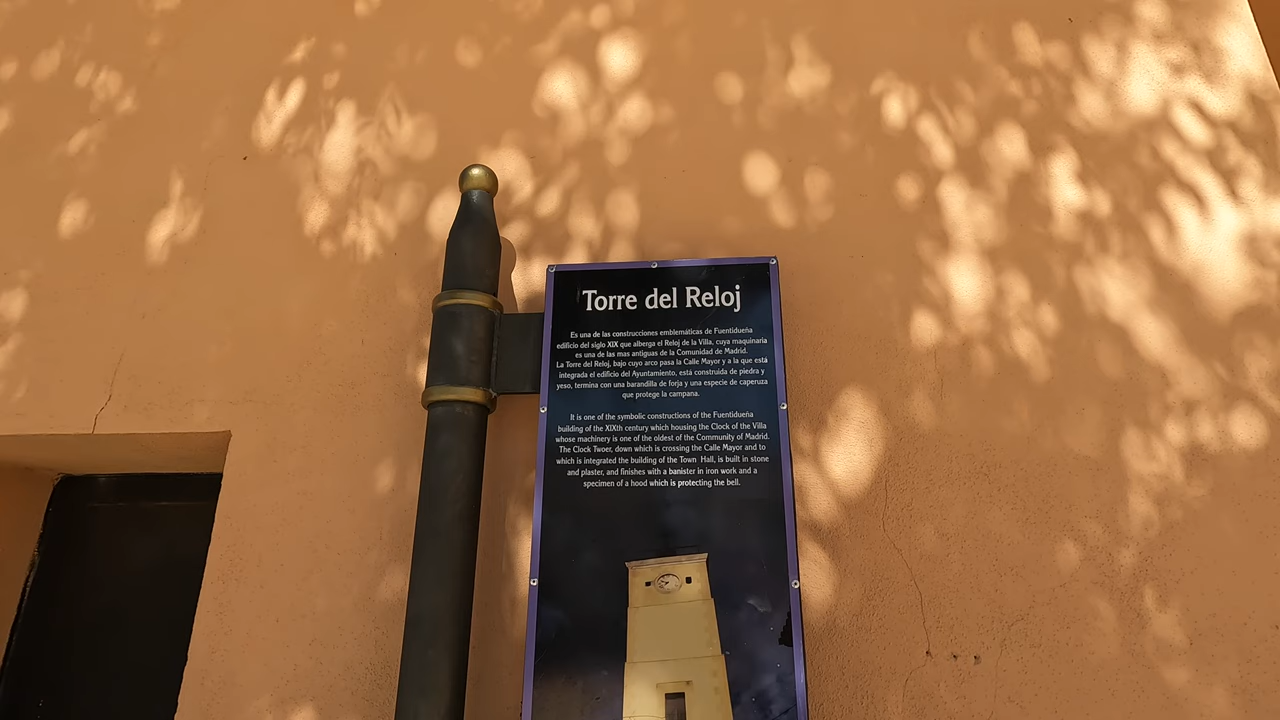 Torre del Reloj
Es una de las construcciones emblemáticas de Fuentidueña
edificio del siglo XIX que alberga el Reloj de la Villa, cuya maquinaria
es una de las mas antiguas de la Comunidad de Madrid.
La Torre del Reloj, bajo cuyo arco pasa la Calle Mayor y a la que está
integrada el edificio del Ayuntamiento, está construida de piedra y
yeso, termina con una barandilla de forja y una especie de caperuza
que protege la campana.
It is one of the symbolic constructions of the Fuentidueña
building of the XIXth century which housing the Clock of the Villa
whose machinery is one of the oldest of the Community of Madrid.
The Clock Twoer, down which is crossing the Calle Mayor and to
which is integrated the building of the Town Hall, is built in stone
and plaster, and finishes with a banister in iron work and a
specimen of a hood which is protecting the bell.